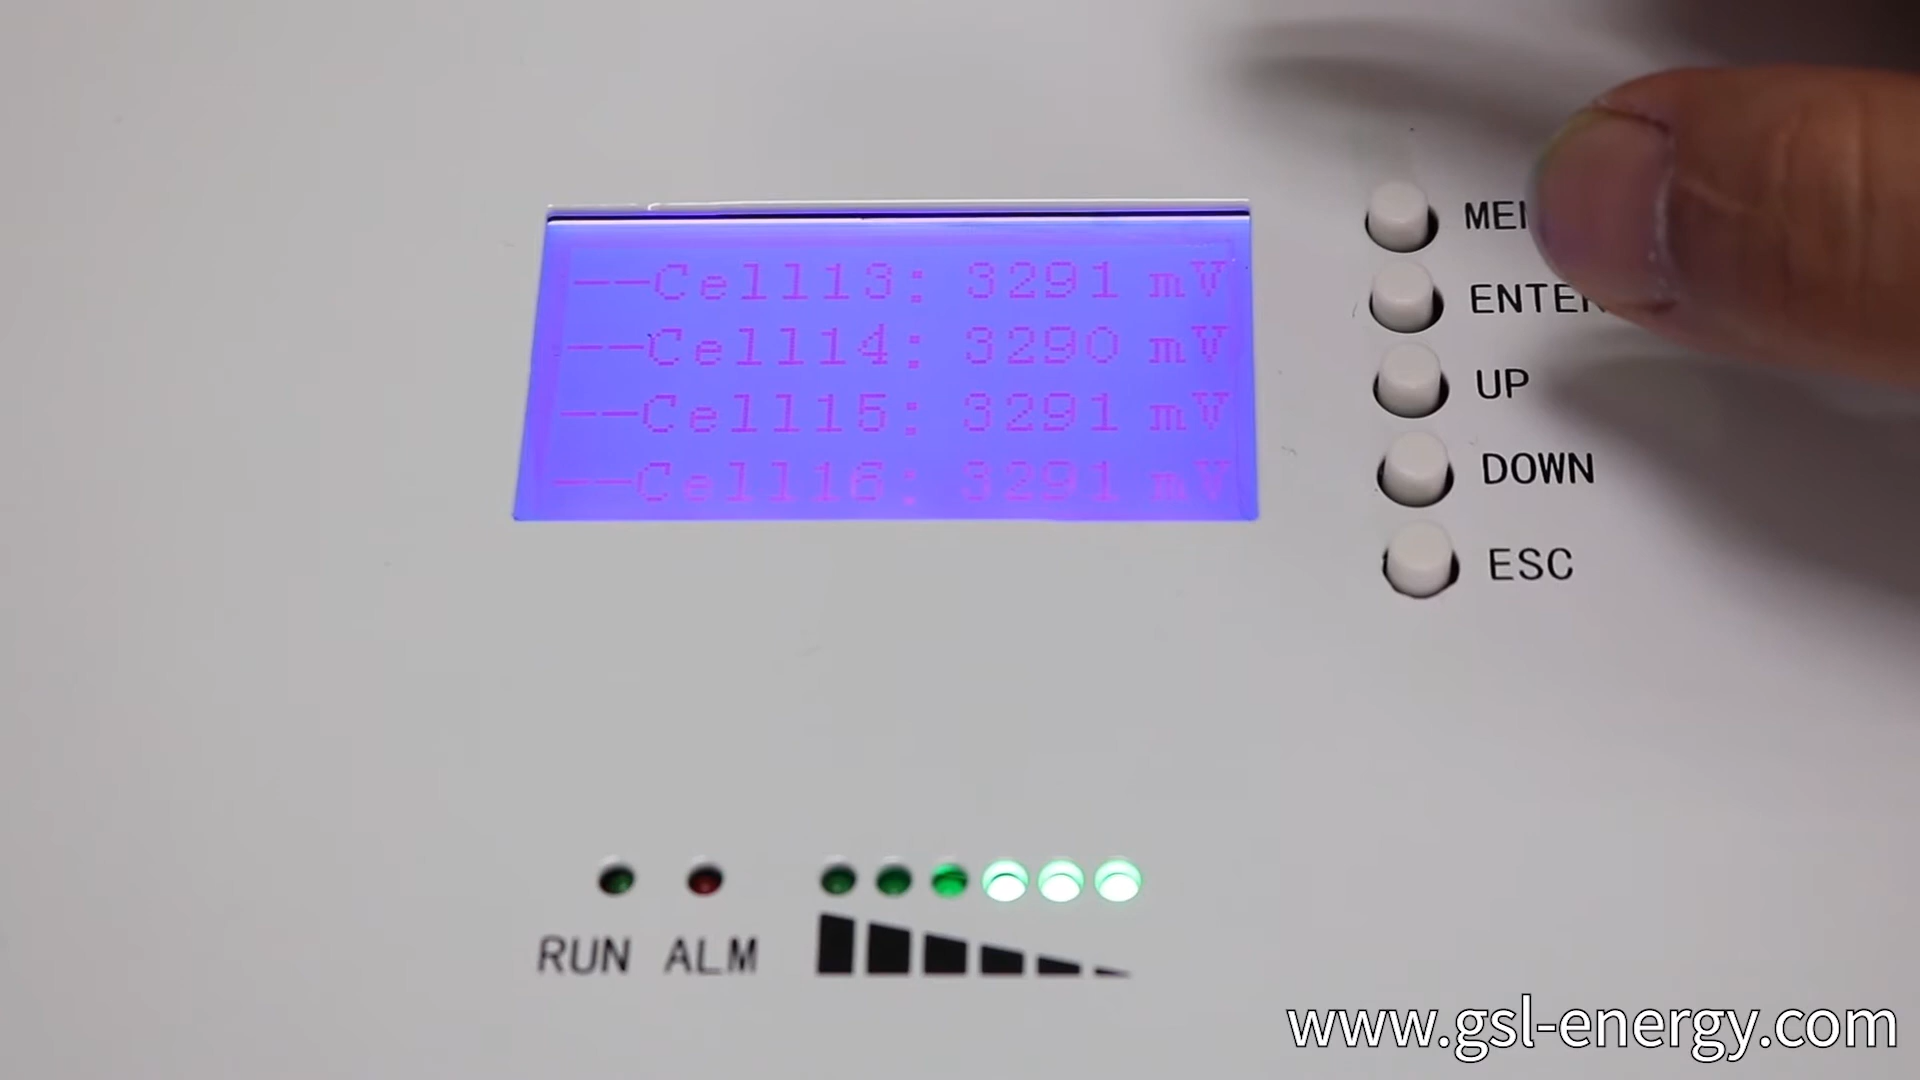 ——Cell13: 3291 mV
——Cell14: 3290 mV
——Cell15: 3291 mV
——Cell16: 3291 mV
ENTER
UP
DOWN
ESC
RUN ALM
www.gsl-energy.com